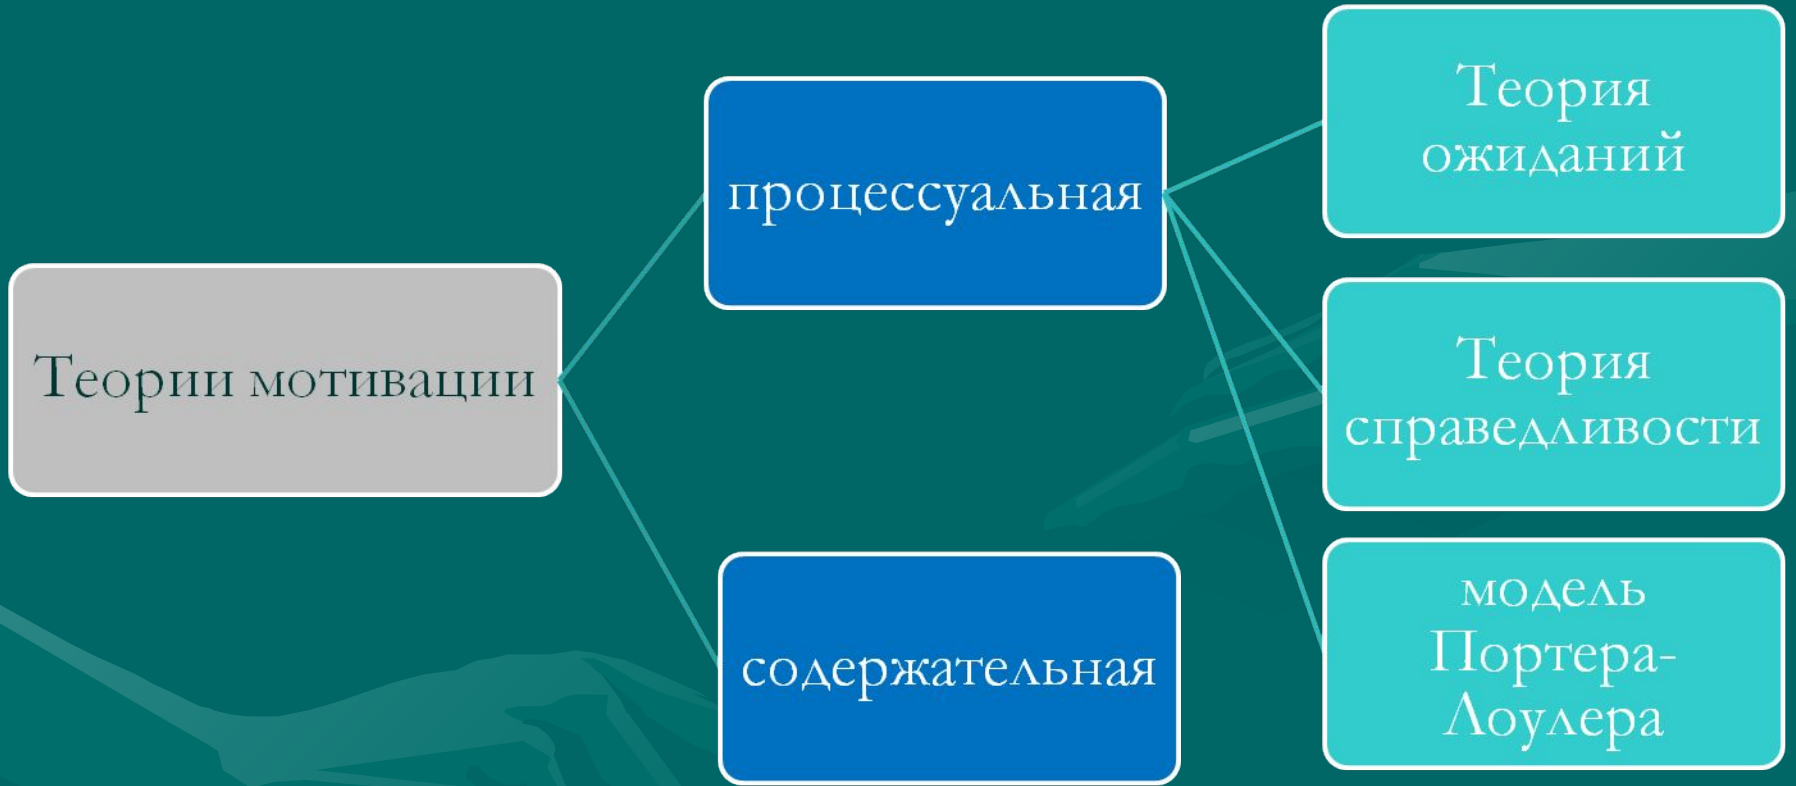 Теории мотивации
процессуальная
содержательная
Теория
ожиданий
Теория
справедливости
модель
Портера-
Лоулера